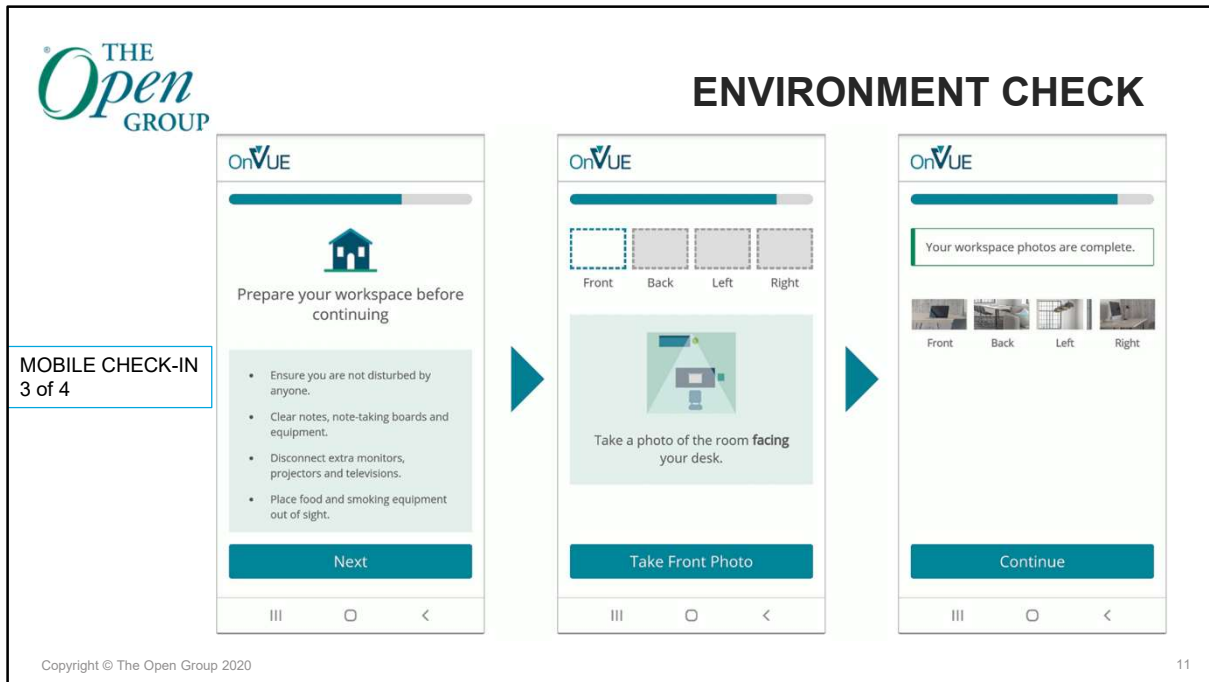 THE
Open
GROUP
®
ENVIRONMENT CHECK
MOBILE CHECK-IN
3 of 4
OnVUE
Prepare your workspace before
continuing
• Ensure you are not disturbed by
anyone.
• Clear notes, note-taking boards and
equipment.
• Disconnect extra monitors,
projectors and televisions.
• Place food and smoking equipment
out of sight.
Next
OnVUE
Front Back Left Right
Take a photo of the room facing
your desk.
Take Front Photo
OnVUE
Your workspace photos are complete.
Front Back Left Right
Continue
Copyright © The Open Group 2020
11